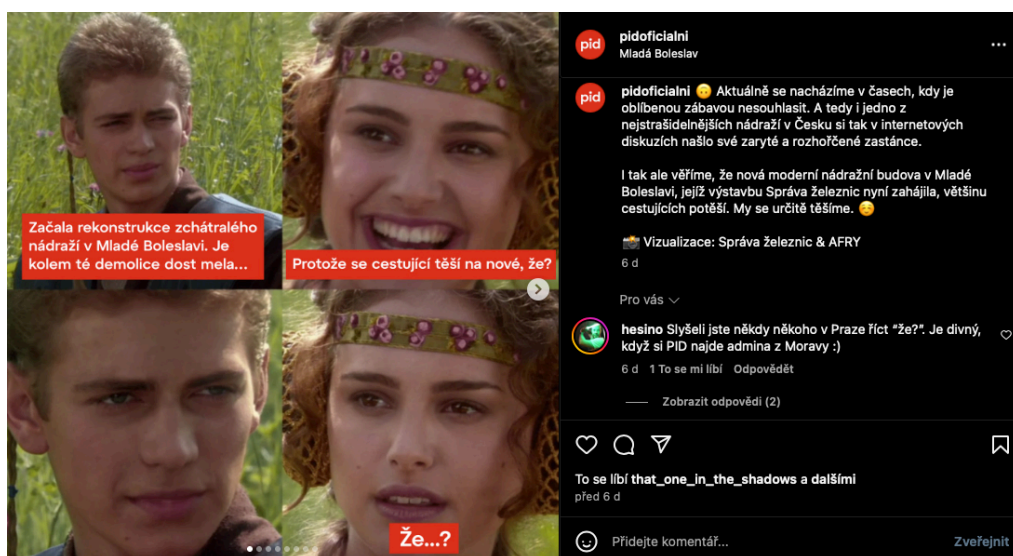 Začala rekonstrukce zchátralého
nádraží v Mladé Boleslavi. Je
kolem té demolice dost mela...
Protože se cestující těší na nové, že?
Že...?
pid
pidoficialni
Mladá Boleslav
pid
pidoficialni 🙃 Aktuálně se nacházíme v časech, kdy je
oblíbenou zábavou nesouhlasit. A tedy i jedno z
nejstrašidelnějších nádraží v Česku si tak v internetových
diskuzích našlo své zaryté a rozhořčené zastánce.
I tak ale věříme, že nová moderní nádražní budova v Mladé
Boleslavi, jejíž výstavbu Správa železnic nyní zahájila, většinu
cestujících potěší. My se určitě těšíme. ☺️
📸 Vizualizace: Správa železnic & AFRY
6 d
Pro vás
hesino Slyšeli jste někdy někoho v Praze říct “že?”. Je divný,
když si PID najde admina z Moravy :)
6 d 1 To se mi líbí Odpovědět
Zobrazit odpovědi (2)
To se líbí that_one_in_the_shadows a dalšími
před 6 d
Přidejte komentář...
Zveřejnit